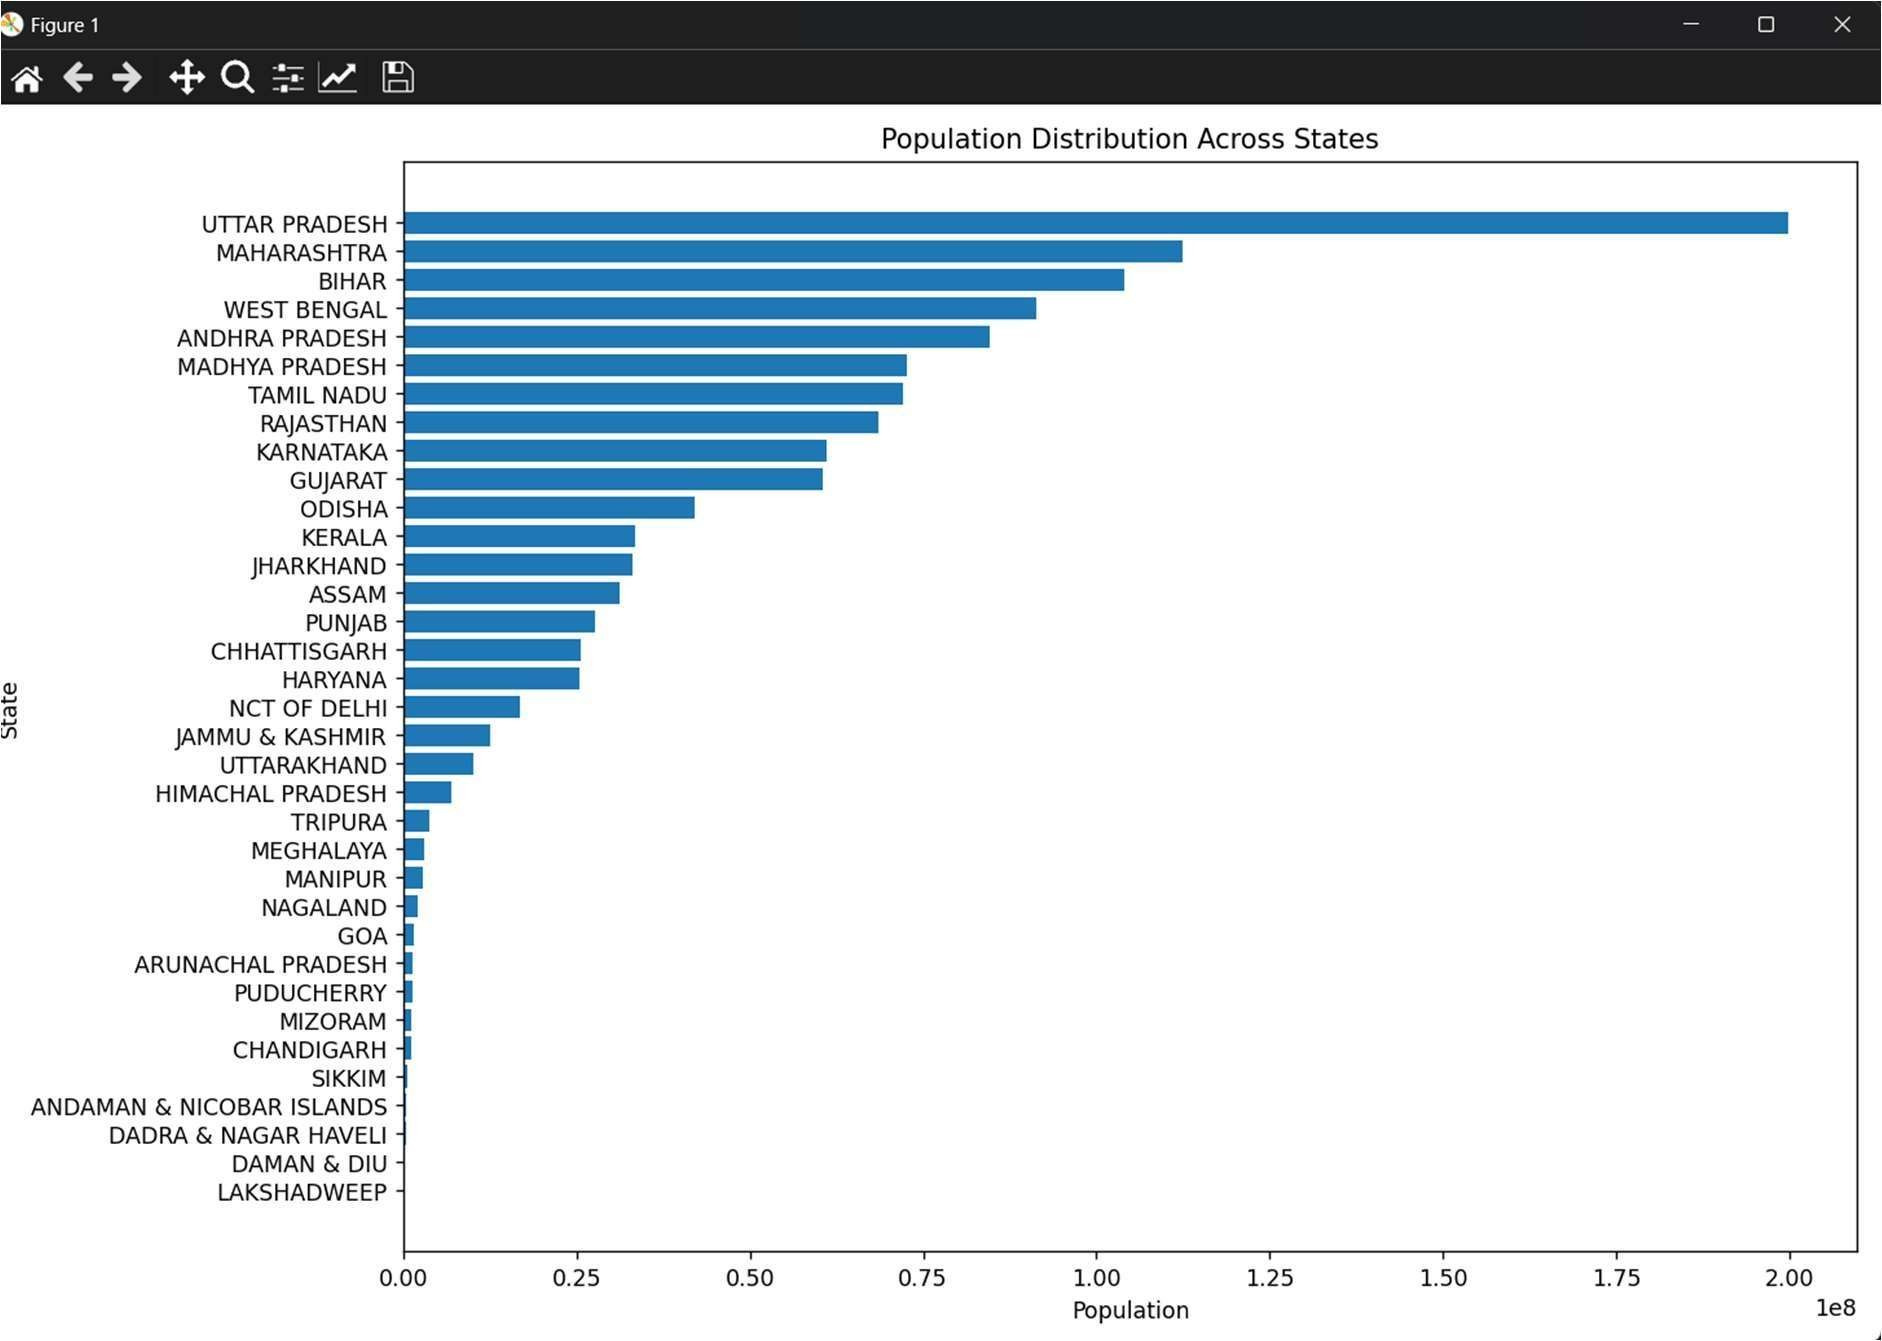 Figure 1
Population Distribution Across States
UTTAR PRADESH
MAHARASHTRA
BIHAR
WEST BENGAL
ANDHRA PRADESH
MADHYA PRADESH
TAMIL NADU
RAJASTHAN
KARNATAKA
GUJARAT
ODISHA
KERALA
JHARKHAND
ASSAM
PUNJAB
CHHATTISGARH
HARYANA
NCT OF DELHI
JAMMU & KASHMIR
UTTARAKHAND
HIMACHAL PRADESH
TRIPURA
MEGHALAYA
MANIPUR
NAGALAND
GOA
ARUNACHAL PRADESH
PUDUCHERRY
MIZORAM
CHANDIGARH
SIKKIM
ANDAMAN & NICOBAR ISLANDS
DADRA & NAGAR HAVELI
DAMAN & DIU
LAKSHADWEEP
State
0.00 0.25 0.50 0.75 1.00 1.25 1.50 1.75 2.00
1e8
Population